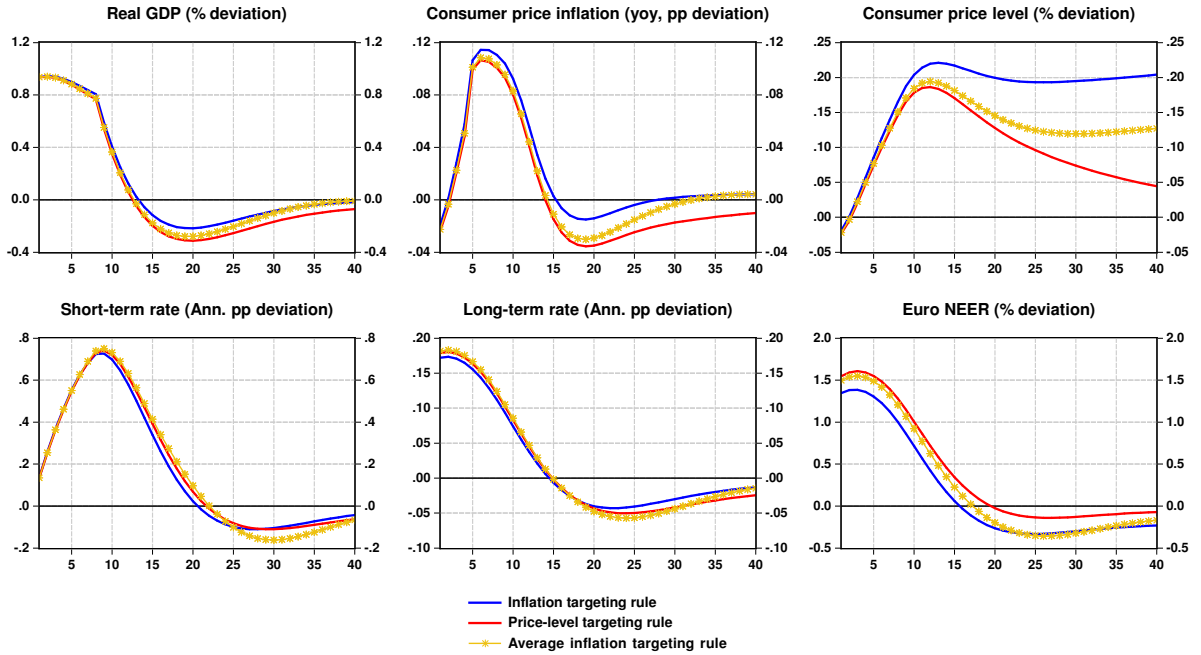 Real GDP (% deviation)
1.2 1.2
0.8 0.8
0.4 0.4
0.0 0.0
-0.4 -0.4
5 10 15 20 25 30 35 40
Consumer price inflation (yoy, pp deviation)
.12 .12
.08 .08
.04 .04
.00 .00
-.04 -.04
5 10 15 20 25 30 35 40
Consumer price level (% deviation)
.25 .25
.20 .20
.15 .15
.10 .10
.05 .05
.00 .00
-.05 -.05
5 10 15 20 25 30 35 40
Short-term rate (Ann. pp deviation)
.8 .8
.6 .6
.4 .4
.2 .2
.0 .0
-.2 -.2
5 10 15 20 25 30 35 40
Long-term rate (Ann. pp deviation)
.20 .20
.15 .15
.10 .10
.05 .05
.00 .00
-.05 -.05
-.10 -.10
5 10 15 20 25 30 35 40
Euro NEER (% deviation)
2.0 2.0
1.5 1.5
1.0 1.0
0.5 0.5
0.0 0.0
-0.5 -0.5
5 10 15 20 25 30 35 40
Inflation targeting rule
Price-level targeting rule
Average inflation targeting rule